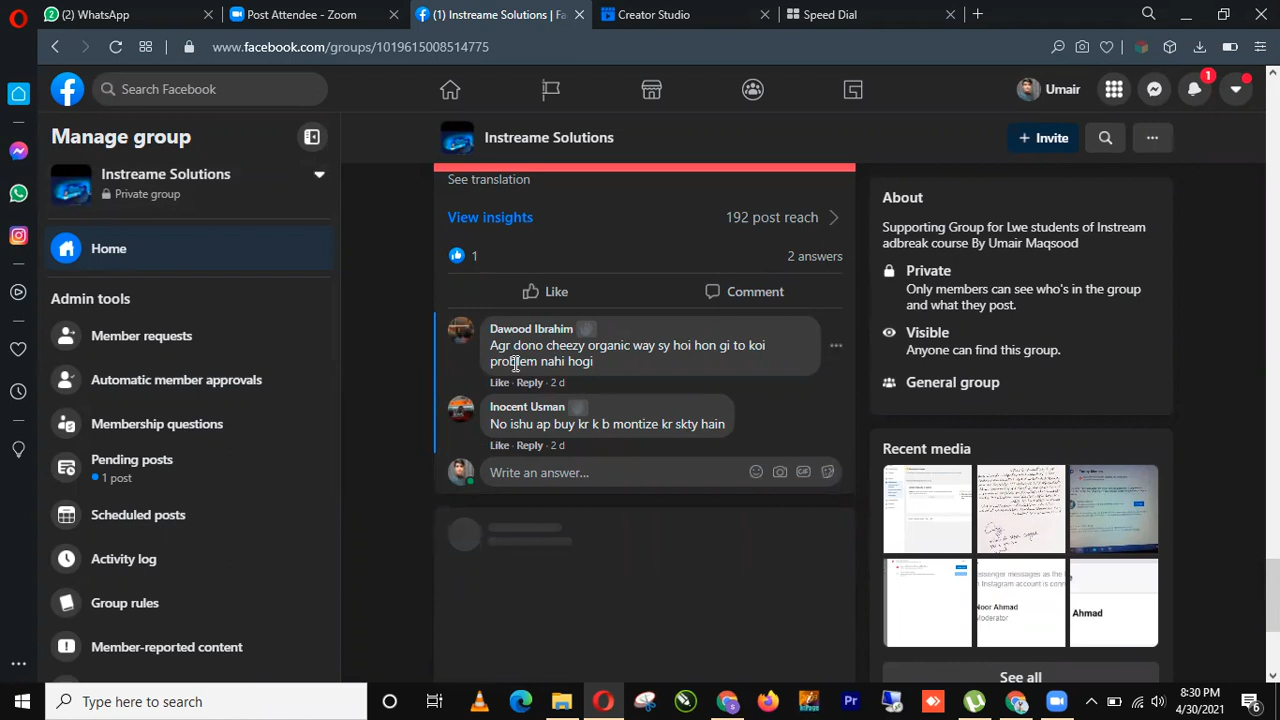 (2) WhatsApp
Post Attendee - Zoom
(1) Instreame Solutions | Fa
Creator Studio
Speed Dial
www.facebook.com/groups/1019615008514775
Search Facebook
Umair
1
Manage group
Instreame Solutions
Private group
Home
Admin tools
Member requests
Automatic member approvals
Membership questions
Pending posts
1 post
Scheduled posts
Activity log
Group rules
Member-reported content
Instreame Solutions
+ Invite
See translation
View insights
192 post reach
1
2 answers
Like
Comment
Dawood Ibrahim
Agr dono cheezy organic way sy hoi hon gi to koi
problem nahi hogi
Like · Reply · 2 d
Inocent Usman
No ishu ap buy kr k b montize kr skty hain
Like · Reply · 2 d
Write an answer...
About
Supporting Group for Lwe students of Instream
adbreak course By Umair Maqsood
Private
Only members can see who's in the group
and what they post.
Visible
Anyone can find this group.
General group
Recent media
Noor Ahmad
Moderator
Ahmad
See all
Type here to search
8:30 PM
4/30/2021
6